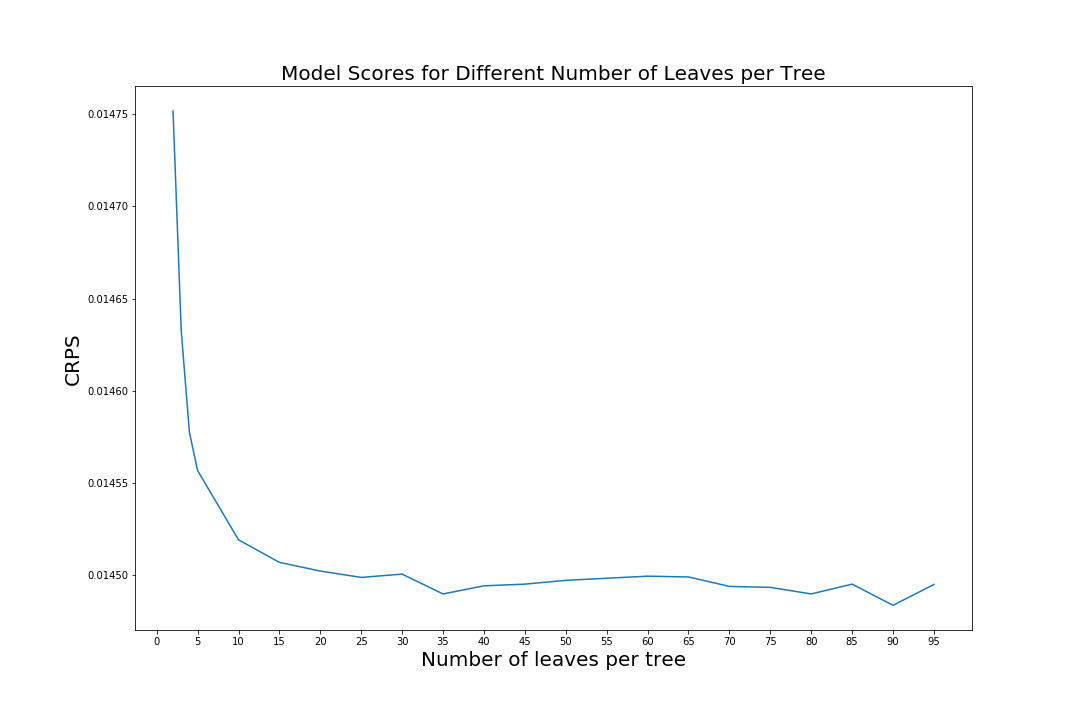 Model Scores for Different Number of Leaves per Tree
0.01475
0.01470
0.01465
0.01460
0.01455
0.01450
CRPS
0 5 10 15 20 25 30 35 40 45 50 55 60 65 70 75 80 85 90 95
Number of leaves per tree